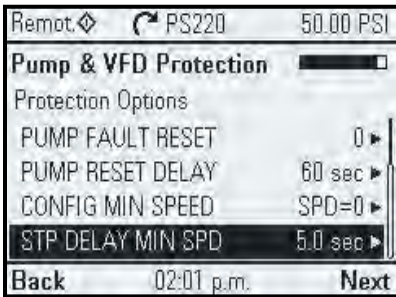 Remot. PS220 50.00 PSI
Pump & VFD Protection
Protection Options
PUMP FAULT RESET 0
PUMP RESET DELAY 60 sec
CONFIG MIN SPEED SPD=0
STP DELAY MIN SPD 5.0 sec
Back 02:01 p.m. Next